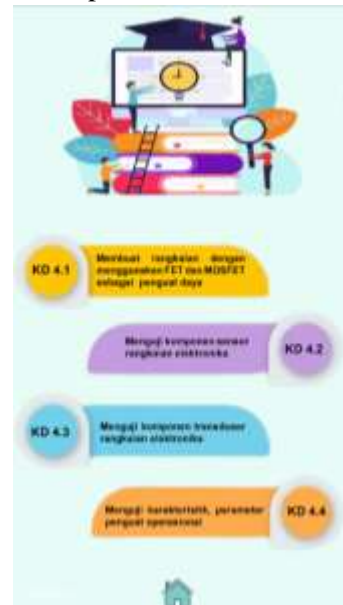 KD 4.1
Membuat rangkaian dengan
menggunakan FET dan MOSFET
sebagai penguat daya
Menguji komponen sensor
rangkaian elektronika
KD 4.2
KD 4.3
Menguji komponen transduser
rangkaian elektronika
Menguji karakteristik, parameter
penguat operasional
KD 4.4